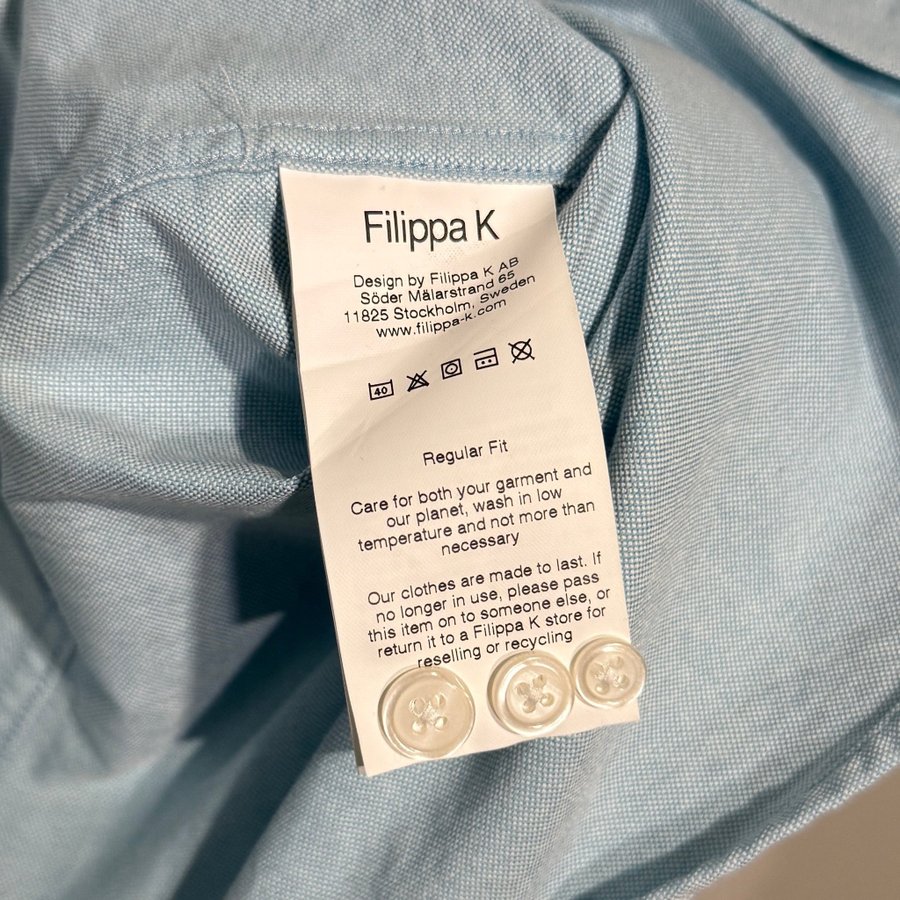 Filippa K
Design by Filippa K AB
Söder Mälarstrand 65
11825 Stockholm, Sweden
www.filippa-k.com
40
Regular Fit
Care for both your garment and
our planet, wash in low
temperature and not more than
necessary
Our clothes are made to last. If
no longer in use, please pass
this item on to someone else, or
return it to a Filippa K store for
reselling or recycling